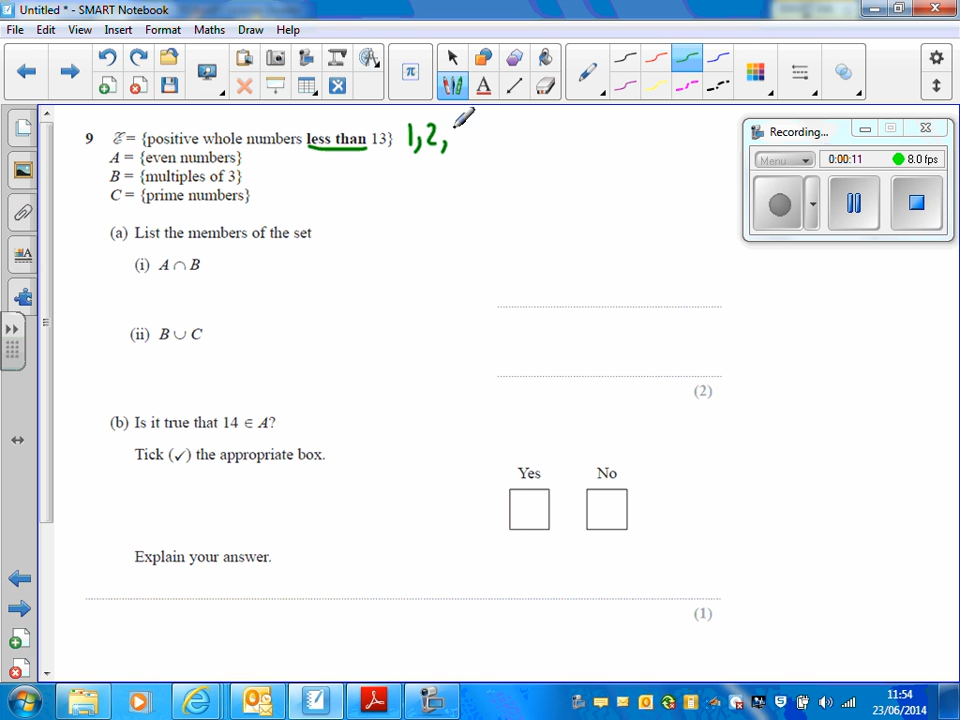 Untitled * - SMART Notebook
File Edit View Insert Format Maths Draw Help
Recording...
Menu 0:00:11 8.0 fps
9 ℰ = {positive whole numbers less than 13} 1,2,
A = {even numbers}
B = {multiples of 3}
C = {prime numbers}
(a) List the members of the set
(i) A ∩ B
(ii) B ∪ C
(2)
(b) Is it true that 14 ∈ A?
Tick (✓) the appropriate box.
Yes No
Explain your answer.
(1)
11:54
23/06/2014